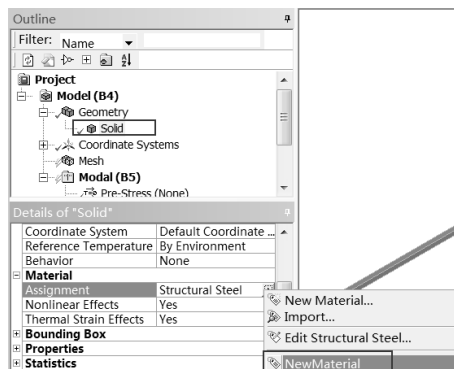 Outline
Filter: Name
Project
Model (B4)
Geometry
Solid
Coordinate Systems
Mesh
Modal (B5)
Pre-Stress (None)
Details of "Solid"
Coordinate System Default Coordinate ...
Reference Temperature By Environment
Behavior None
Material
Assignment Structural Steel
Nonlinear Effects Yes
Thermal Strain Effects Yes
Bounding Box
Properties
Statistics
New Material...
Import...
Edit Structural Steel...
NewMaterial